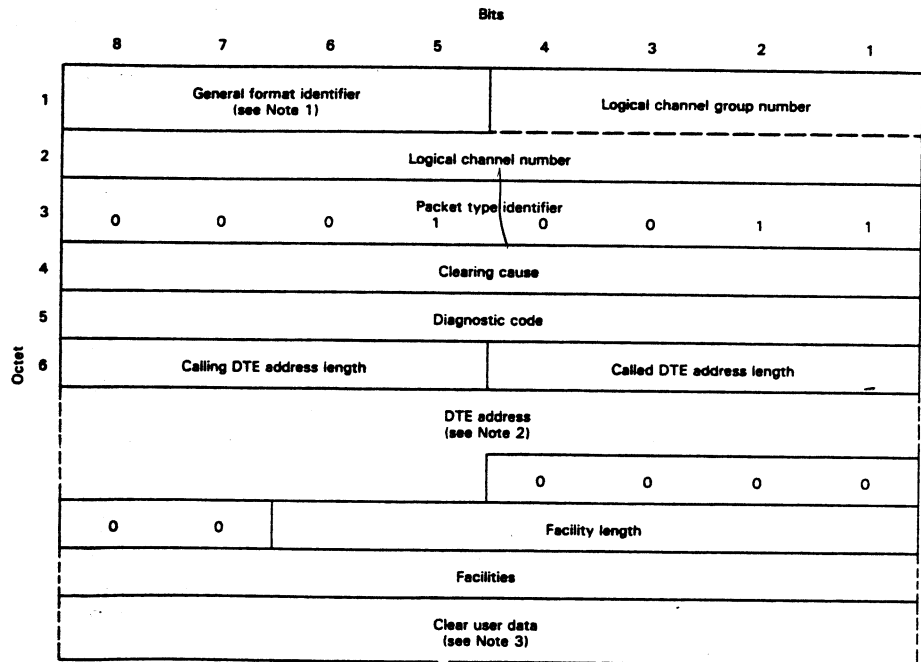 Bits
8 7 6 5 4 3 2 1
1 General format identifier Logical channel group number
(see Note 1)
2 Logical channel number
3 Packet type identifier
0 0 0 1 0 0 1 1
4 Clearing cause
5 Diagnostic code
Octet
6 Calling DTE address length Called DTE address length
DTE address
(see Note 2)
0 0 0 0
0 0 Facility length
Facilities
Clear user data
(see Note 3)